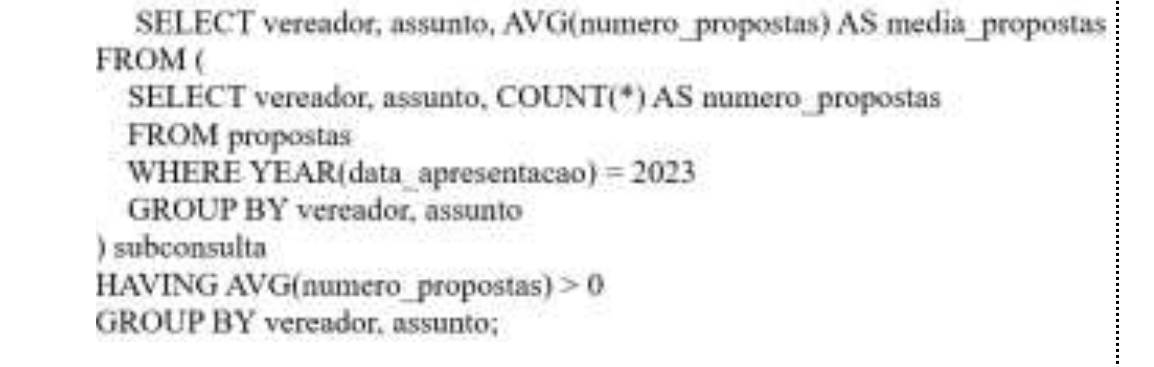 SELECT vereador, assunto, AVG(numero_propostas) AS media_propostas
FROM (
SELECT vereador, assunto, COUNT(*) AS numero_propostas
FROM propostas
WHERE YEAR(data_apresentacao) = 2023
GROUP BY vereador, assunto
) subconsulta
HAVING AVG(numero_propostas) > 0
GROUP BY vereador, assunto;